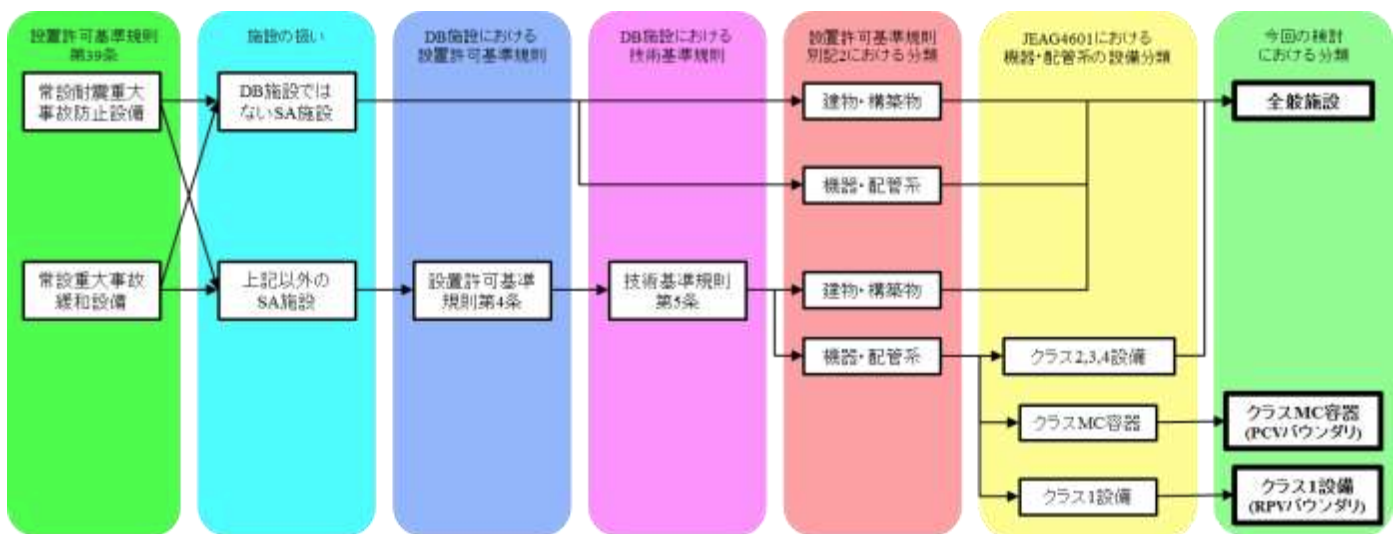 設置許可基準規則
第39条
施設の扱い
DB施設における
設置許可基準規則
DB施設における
技術基準規則
設置許可基準規則
別記2における分類
JEAG4601における
機器・配管系の設備分類
今回の検討
における分類
常設耐震重大
事故防止設備
DB施設では
ないSA施設
建物・構築物
全般施設
機器・配管系
常設重大事故
緩和設備
上記以外の
SA施設
設置許可基準
規則第4条
技術基準規則
第5条
建物・構築物
機器・配管系
クラス2,3,4設備
クラスMC容器
クラスMC容器
(PCVバウンダリ)
クラス1設備
クラス1設備
(RPVバウンダリ)